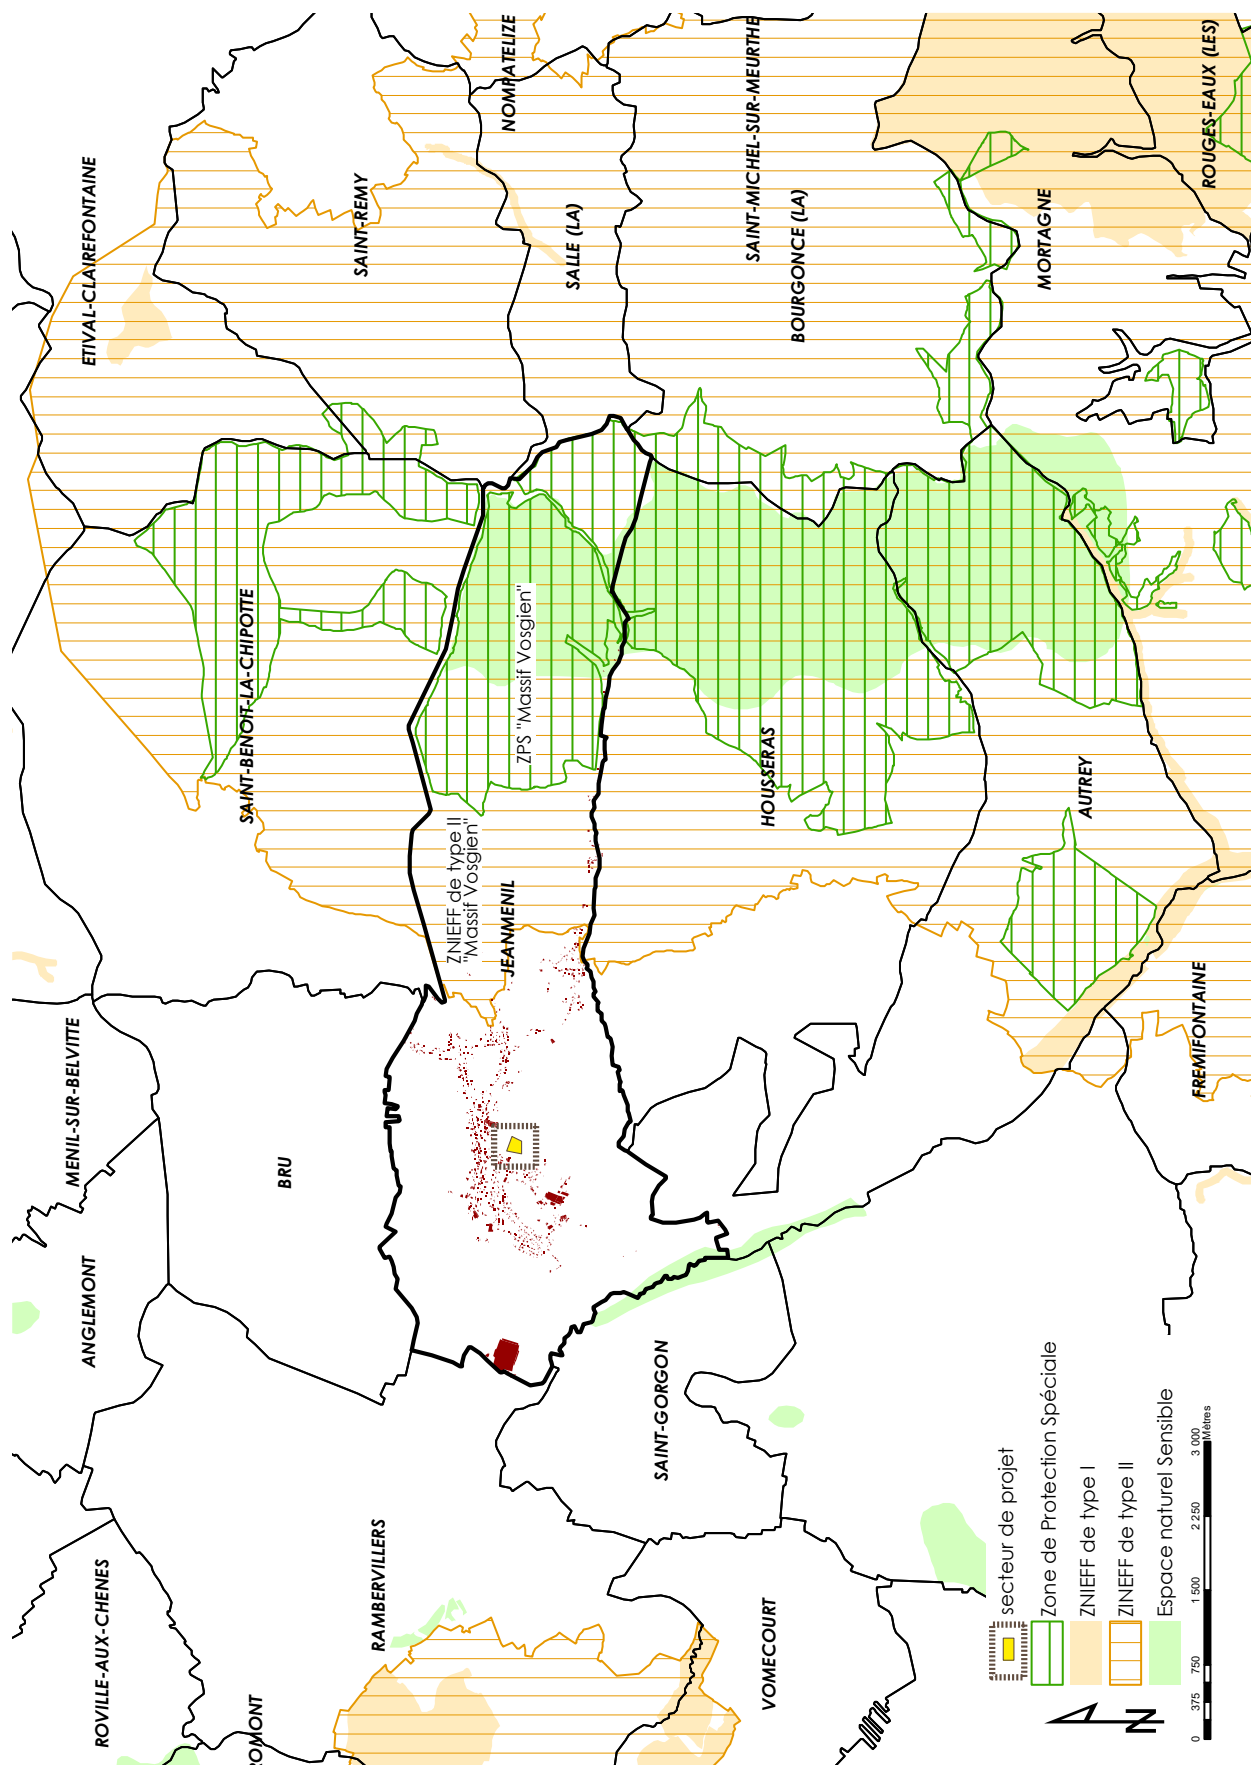 ROVILLE-AUX-CHENES
ANGLEMONT
MENIL-SUR-BELVITTE
ETIVAL-CLAIREFONTAINE
ROMONT
BRU
SAINT-BENOIT-LA-CHIPOTTE
RAMBERVILLERS
SAINT-REMY
ZNIEFF de type II
"Massif Vosgien"
JEANMENIL
ZPS "Massif Vosgien"
NOMPATELIZE
SALLE (LA)
SAINT-GORGON
VOMECOURT
HOUSSERAS
BOURGONCE (LA)
SAINT-MICHEL-SUR-MEURTHE
AUTREY
MORTAGNE
FREMIFONTAINE
ROUGES-EAUX (LES)
N
secteur de projet
Zone de Protection Spéciale
ZNIEFF de type I
ZINEFF de type II
Espace naturel Sensible
0 375 750 1 500 2 250 3 000
Mètres